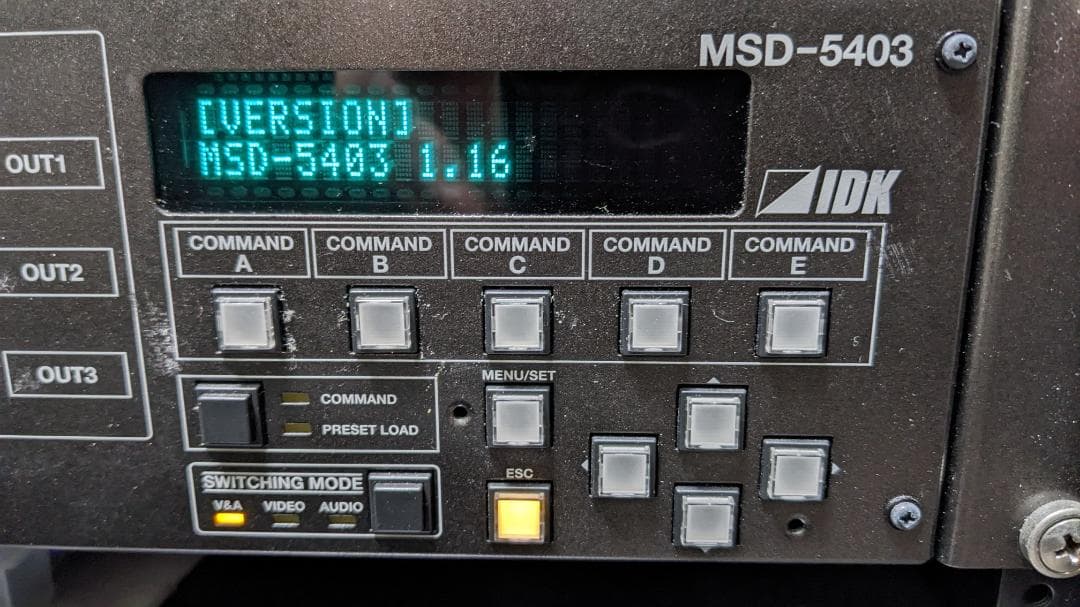 MSD-5403
[VERSION]
MSD-5403 1.16
IDK
OUT1
OUT2
OUT3
COMMAND A
COMMAND B
COMMAND C
COMMAND D
COMMAND E
COMMAND
PRESET LOAD
MENU/SET
SWITCHING MODE
V&A VIDEO AUDIO
ESC